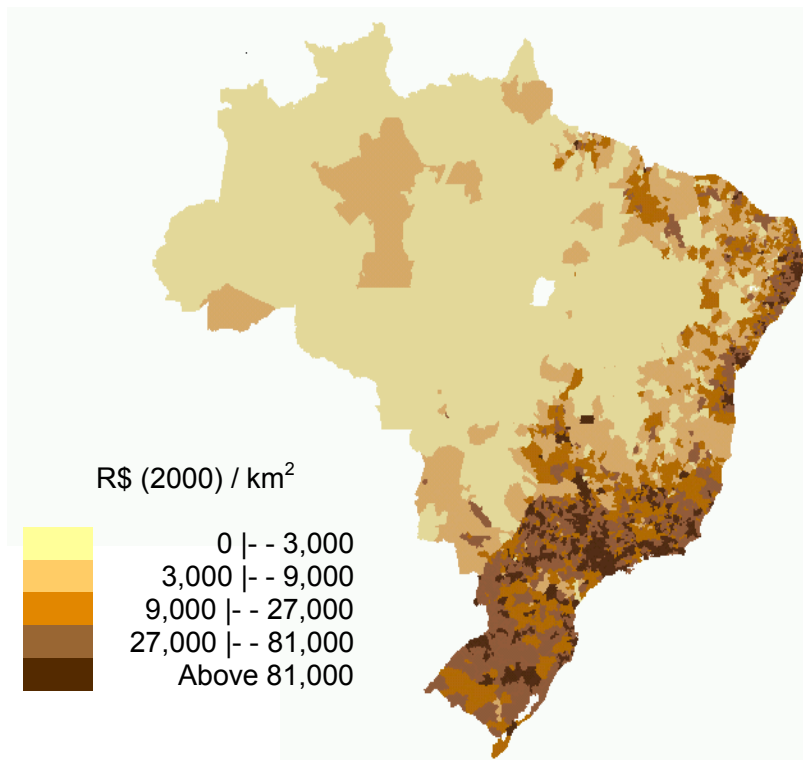 R$ (2000) / km²
0 |- - 3,000
3,000 |- - 9,000
9,000 |- - 27,000
27,000 |- - 81,000
Above 81,000